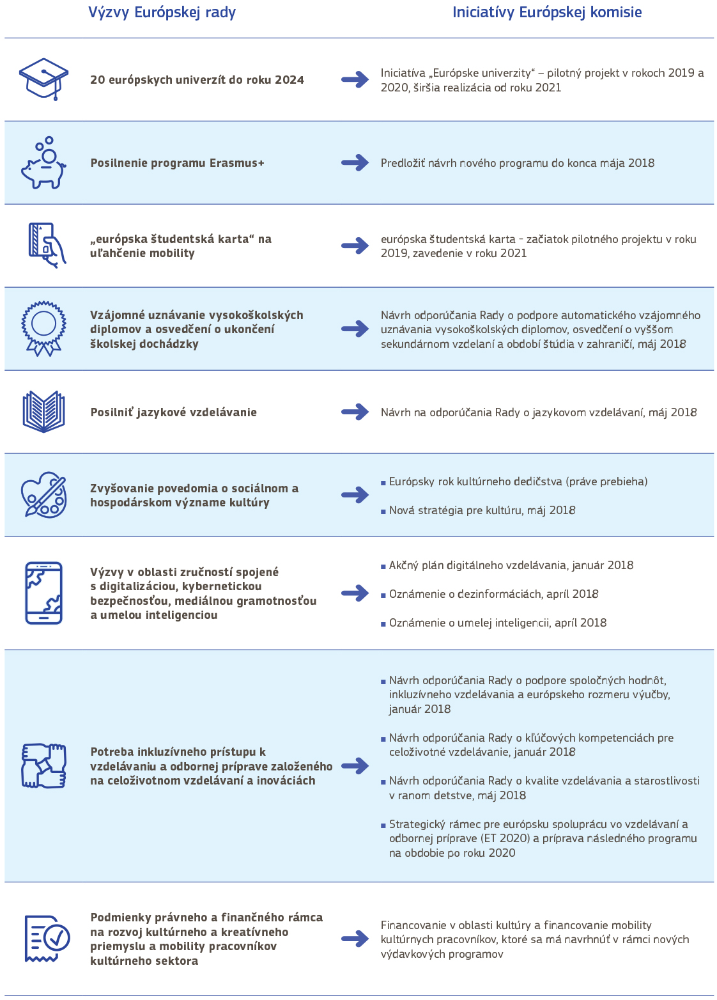 Výzvy Európskej rady
Iniciatívy Európskej komisie
20 európskych univerzít do roku 2024
Iniciatíva „Európske univerzity“ – pilotný projekt v rokoch 2019 a
2020, širšia realizácia od roku 2021
Posilnenie programu Erasmus+
Predložiť návrh nového programu do konca mája 2018
„európska študentská karta“ na
uľahčenie mobility
európska študentská karta - začiatok pilotného projektu v roku
2019, zavedenie v roku 2021
Vzájomné uznávanie vysokoškolských
diplomov a osvedčení o ukončení
školskej dochádzky
Návrh odporúčania Rady o podpore automatického vzájomného
uznávania vysokoškolských diplomov, osvedčení o vyššom
sekundárnom vzdelaní a období štúdia v zahraničí, máj 2018
Posilniť jazykové vzdelávanie
Návrh na odporúčania Rady o jazykovom vzdelávaní, máj 2018
Zvyšovanie povedomia o sociálnom a
hospodárskom význame kultúry
▪ Európsky rok kultúrneho dedičstva (práve prebieha)
▪ Nová stratégia pre kultúru, máj 2018
Výzvy v oblasti zručností spojené
s digitalizáciou, kybernetickou
bezpečnosťou, mediálnou gramotnosťou
a umelou inteligenciou
▪ Akčný plán digitálneho vzdelávania, január 2018
▪ Oznámenie o dezinformáciách, apríl 2018
▪ Oznámenie o umelej inteligencii, apríl 2018
Potreba inkluzívneho prístupu k
vzdelávaniu a odbornej príprave založeného
na celoživotnom vzdelávaní a inováciách
▪ Návrh odporúčania Rady o podpore spoločných hodnôt,
inkluzívneho vzdelávania a európskeho rozmeru výučby,
január 2018
▪ Návrh odporúčania Rady o kľúčových kompetenciách pre
celoživotné vzdelávanie, január 2018
▪ Návrh odporúčania Rady o kvalite vzdelávania a starostlivosti
v ranom detstve, máj 2018
▪ Strategický rámec pre európsku spoluprácu vo vzdelávaní a
odbornej príprave (ET 2020) a príprava následného programu
na obdobie po roku 2020
Podmienky právneho a finančného rámca
na rozvoj kultúrneho a kreatívneho
priemyslu a mobility pracovníkov
kultúrneho sektora
Financovanie v oblasti kultúry a financovanie mobility
kultúrnych pracovníkov, ktoré sa má navrhnúť v rámci nových
výdavkových programov